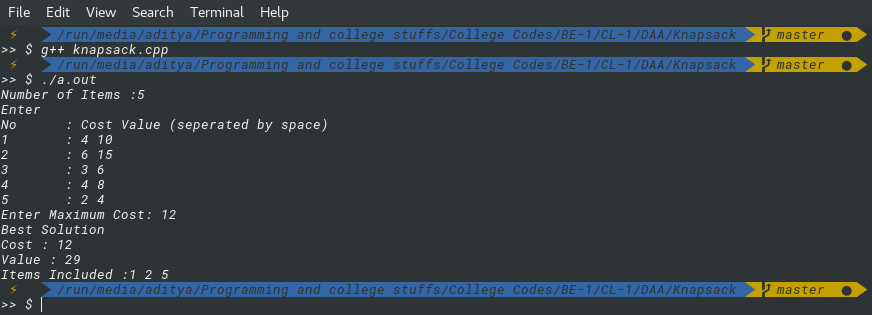 File Edit View Search Terminal Help
⚡ /run/media/aditya/Programming and college stuffs/College Codes/BE-1/CL-1/DAA/Knapsack master ●
>> $ g++ knapsack.cpp
⚡ /run/media/aditya/Programming and college stuffs/College Codes/BE-1/CL-1/DAA/Knapsack master ●
>> $ ./a.out
Number of Items :5
Enter
No : Cost Value (seperated by space)
1 : 4 10
2 : 6 15
3 : 3 6
4 : 4 8
5 : 2 4
Enter Maximum Cost: 12
Best Solution
Cost : 12
Value : 29
Items Included :1 2 5
⚡ /run/media/aditya/Programming and college stuffs/College Codes/BE-1/CL-1/DAA/Knapsack master ●
>> $